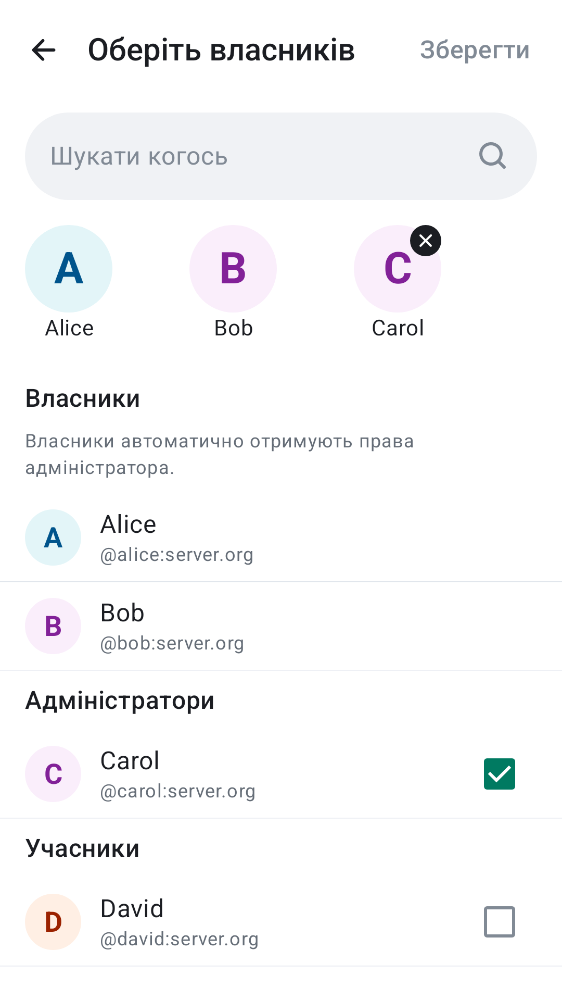 Оберіть власників
Зберегти
Шукати когось
A
B
C
Alice
Bob
Carol
Власники
Власники автоматично отримують права
адміністратора.
A
Alice
@alice:server.org
B
Bob
@bob:server.org
Адміністратори
C
Carol
@carol:server.org
Учасники
D
David
@david:server.org